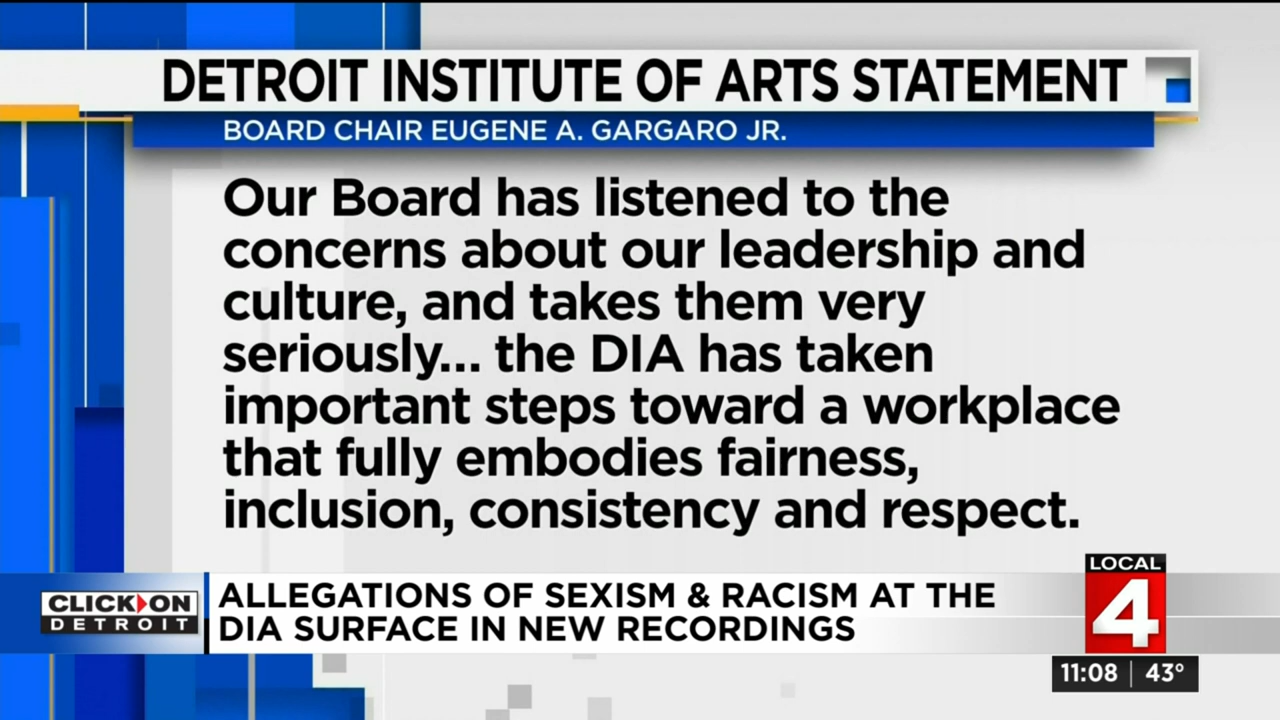 DETROIT INSTITUTE OF ARTS STATEMENT
BOARD CHAIR EUGENE A. GARGARO JR.
Our Board has listened to the
concerns about our leadership and
culture, and takes them very
seriously... the DIA has taken
important steps toward a workplace
that fully embodies fairness,
inclusion, consistency and respect.
CLICK ON
DETROIT
ALLEGATIONS OF SEXISM & RACISM AT THE
DIA SURFACE IN NEW RECORDINGS
LOCAL
4
11:08 | 43°